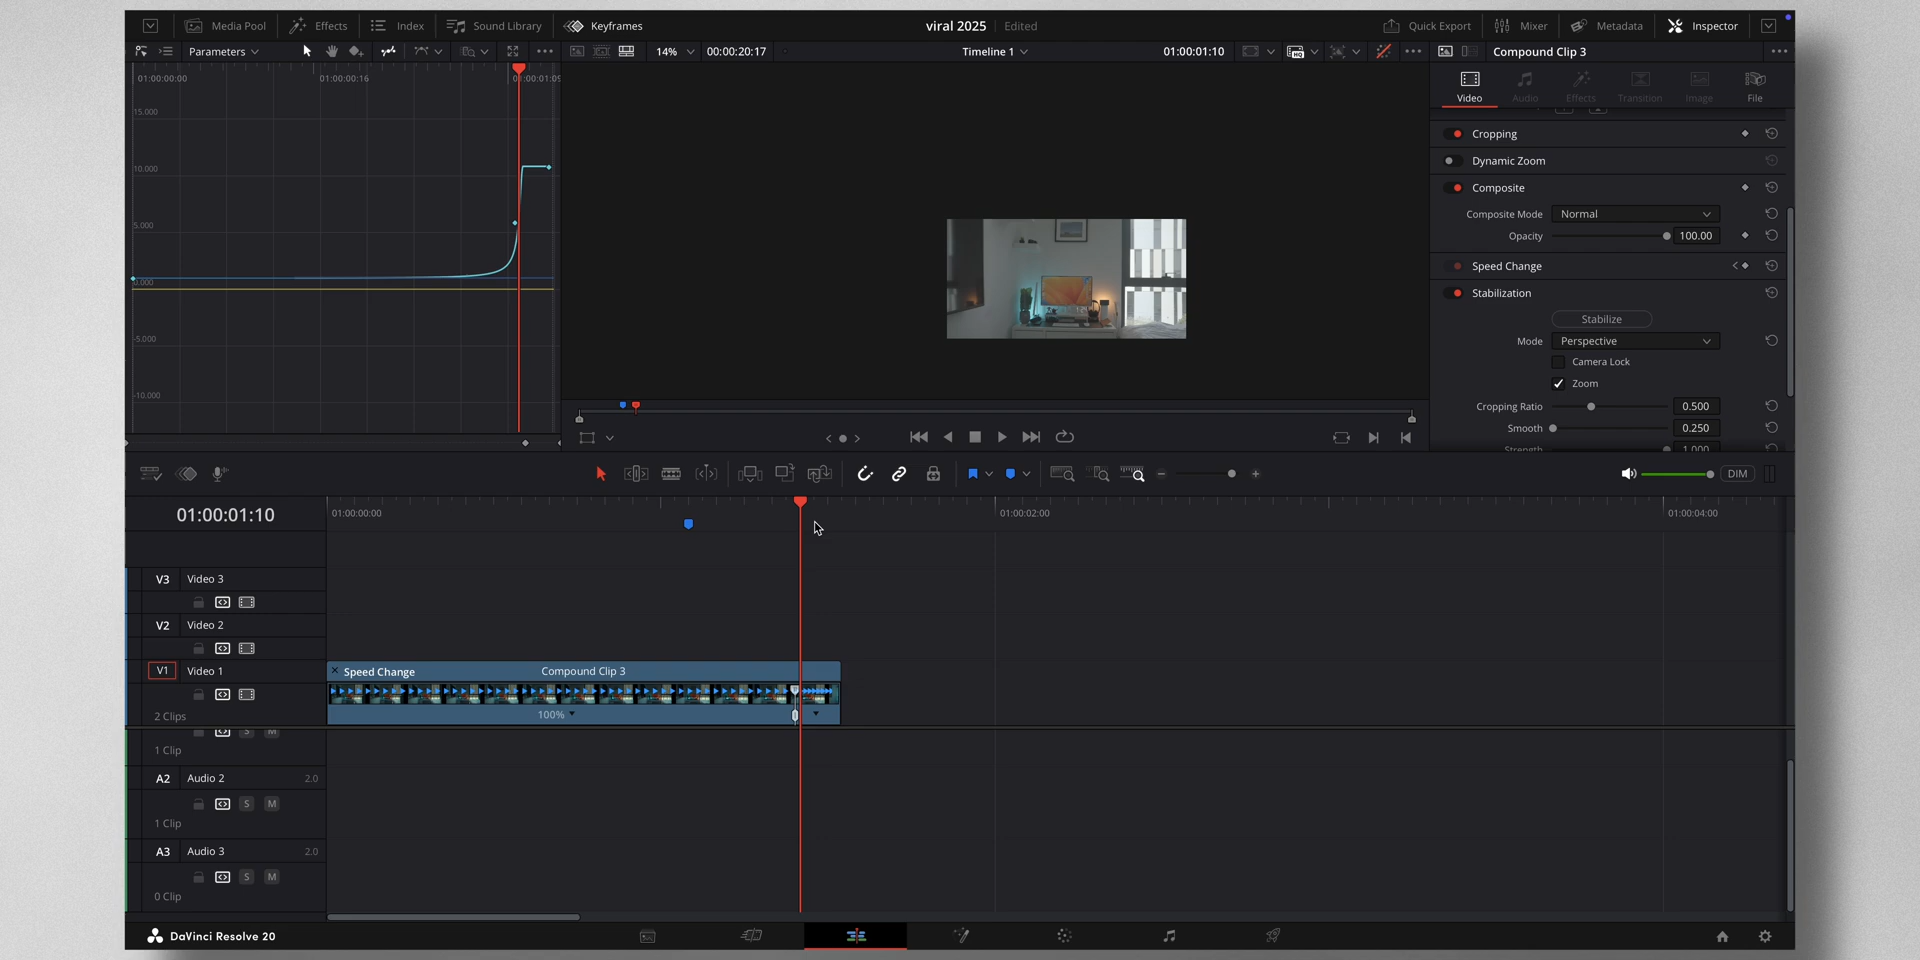 Media Pool Effects Index Sound Library Keyframes viral 2025 Edited Quick Export Mixer Metadata Inspector
Parameters 14% 00:00:20:17 Timeline 1 01:00:01:10 Compound Clip 3
01:00:00:00 01:00:00:16 01:00:01:09
15.000
10.000
5.000
0.000
-5.000
-10.000
Video Audio Effects Transition Image File
Cropping
Dynamic Zoom
Composite
Composite Mode Normal
Opacity 100.00
Speed Change
Stabilization
Stabilize
Mode Perspective
Camera Lock
Zoom
Cropping Ratio 0.500
Smooth 0.250
Strength 1.000
DIM
01:00:01:10 01:00:00:00 01:00:02:00 01:00:04:00
V3 Video 3
V2 Video 2
V1 Video 1
2 Clips
Speed Change Compound Clip 3
100%
S M
1 Clip
A2 Audio 2 2.0
S M
1 Clip
A3 Audio 3 2.0
S M
0 Clip
DaVinci Resolve 20